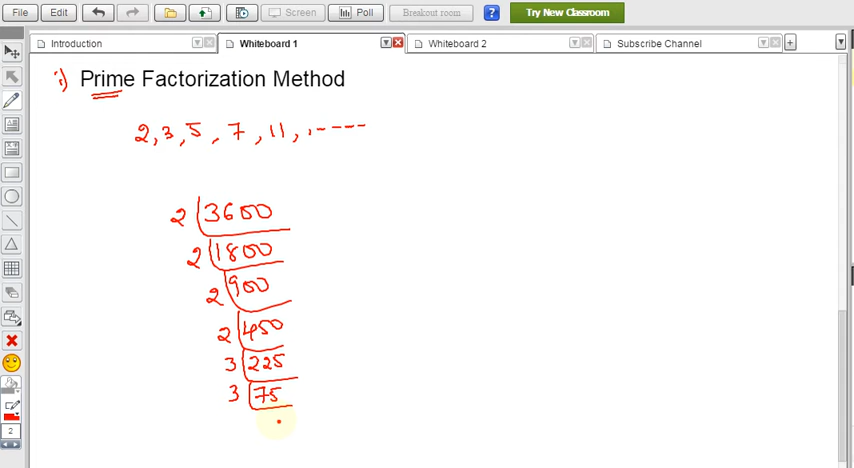 File Edit Screen Poll Breakout room ? Try New Classroom
Introduction Whiteboard 1 Whiteboard 2 Subscribe Channel
i) Prime Factorization Method
2, 3, 5, 7, 11, , -----
2 3600
2 1800
2 900
2 450
3 225
3 75
2